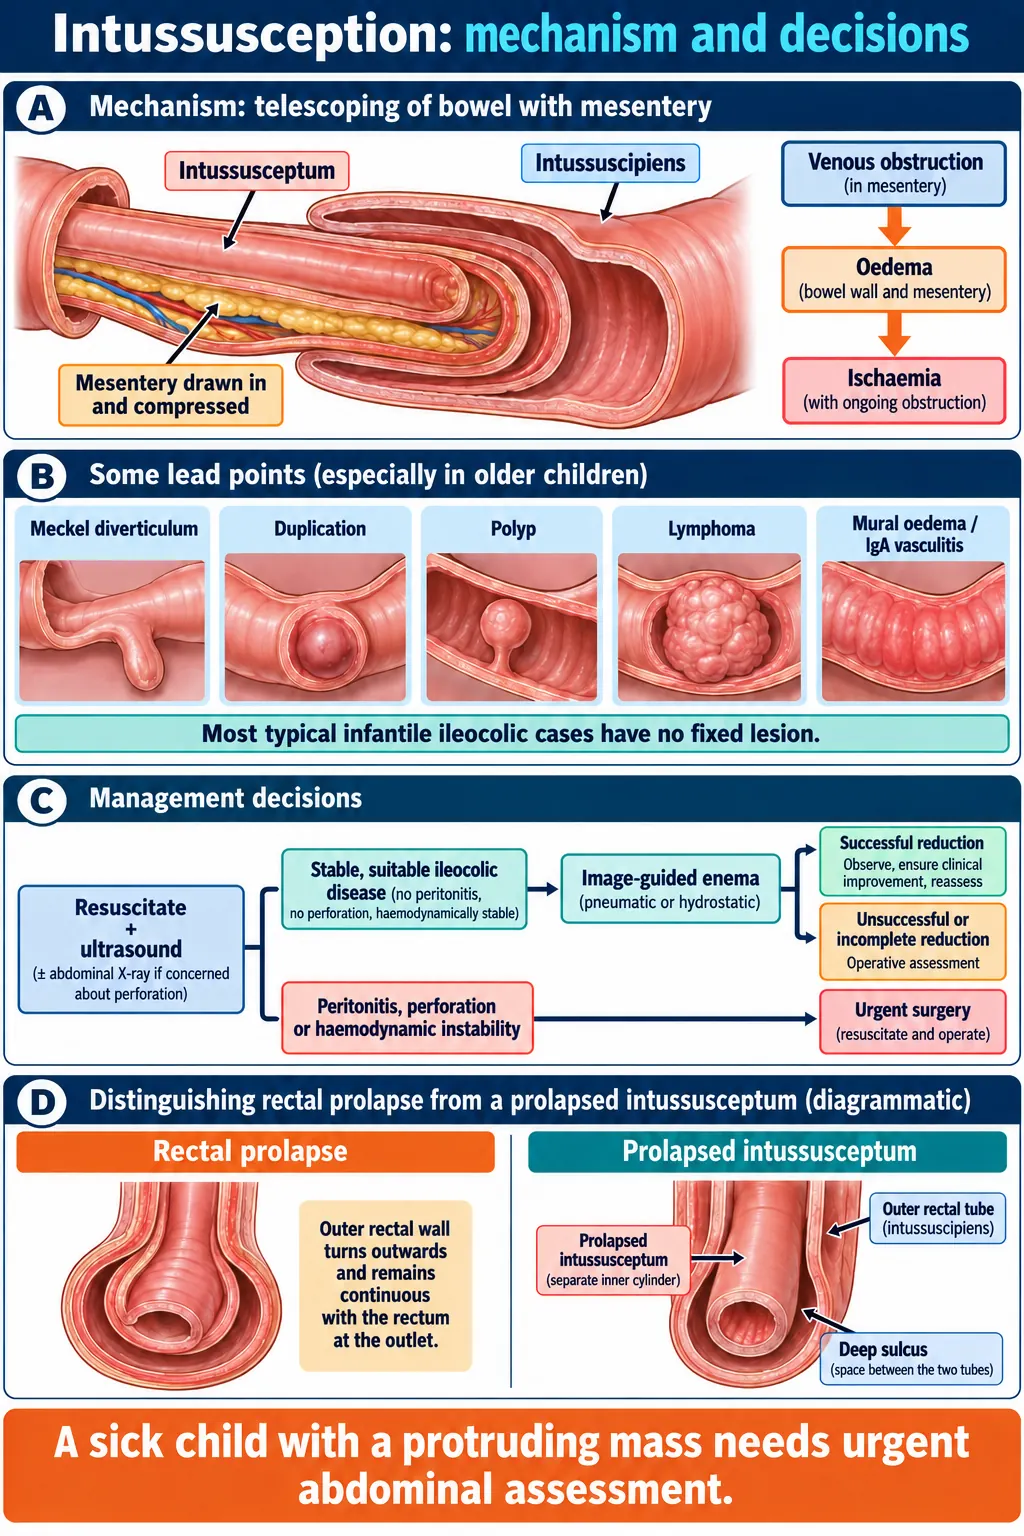 Intussusception: mechanism and decisions
A
Mechanism: telescoping of bowel with mesentery
Intussusceptum
Intussuscipiens
Mesentery drawn in
and compressed
Venous obstruction
(in mesentery)
Oedema
(bowel wall and mesentery)
Ischaemia
(with ongoing obstruction)
B
Some lead points (especially in older children)
Meckel diverticulum
Duplication
Polyp
Lymphoma
Mural oedema /
IgA vasculitis
Most typical infantile ileocolic cases have no fixed lesion.
C
Management decisions
Resuscitate
+
ultrasound
(± abdominal X-ray if concerned
about perforation)
Stable, suitable ileocolic
disease (no peritonitis,
no perforation, haemodynamically stable)
Image-guided enema
(pneumatic or hydrostatic)
Successful reduction
Observe, ensure clinical
improvement, reassess
Unsuccessful or
incomplete reduction
Operative assessment
Peritonitis, perforation
or haemodynamic instability
Urgent surgery
(resuscitate and operate)
D
Distinguishing rectal prolapse from a prolapsed intussusceptum (diagrammatic)
Rectal prolapse
Outer rectal wall
turns outwards
and remains
continuous
with the rectum
at the outlet.
Prolapsed intussusceptum
Prolapsed
intussusceptum
(separate inner cylinder)
Outer rectal tube
(intussuscipiens)
Deep sulcus
(space between the two tubes)
A sick child with a protruding mass needs urgent
abdominal assessment.